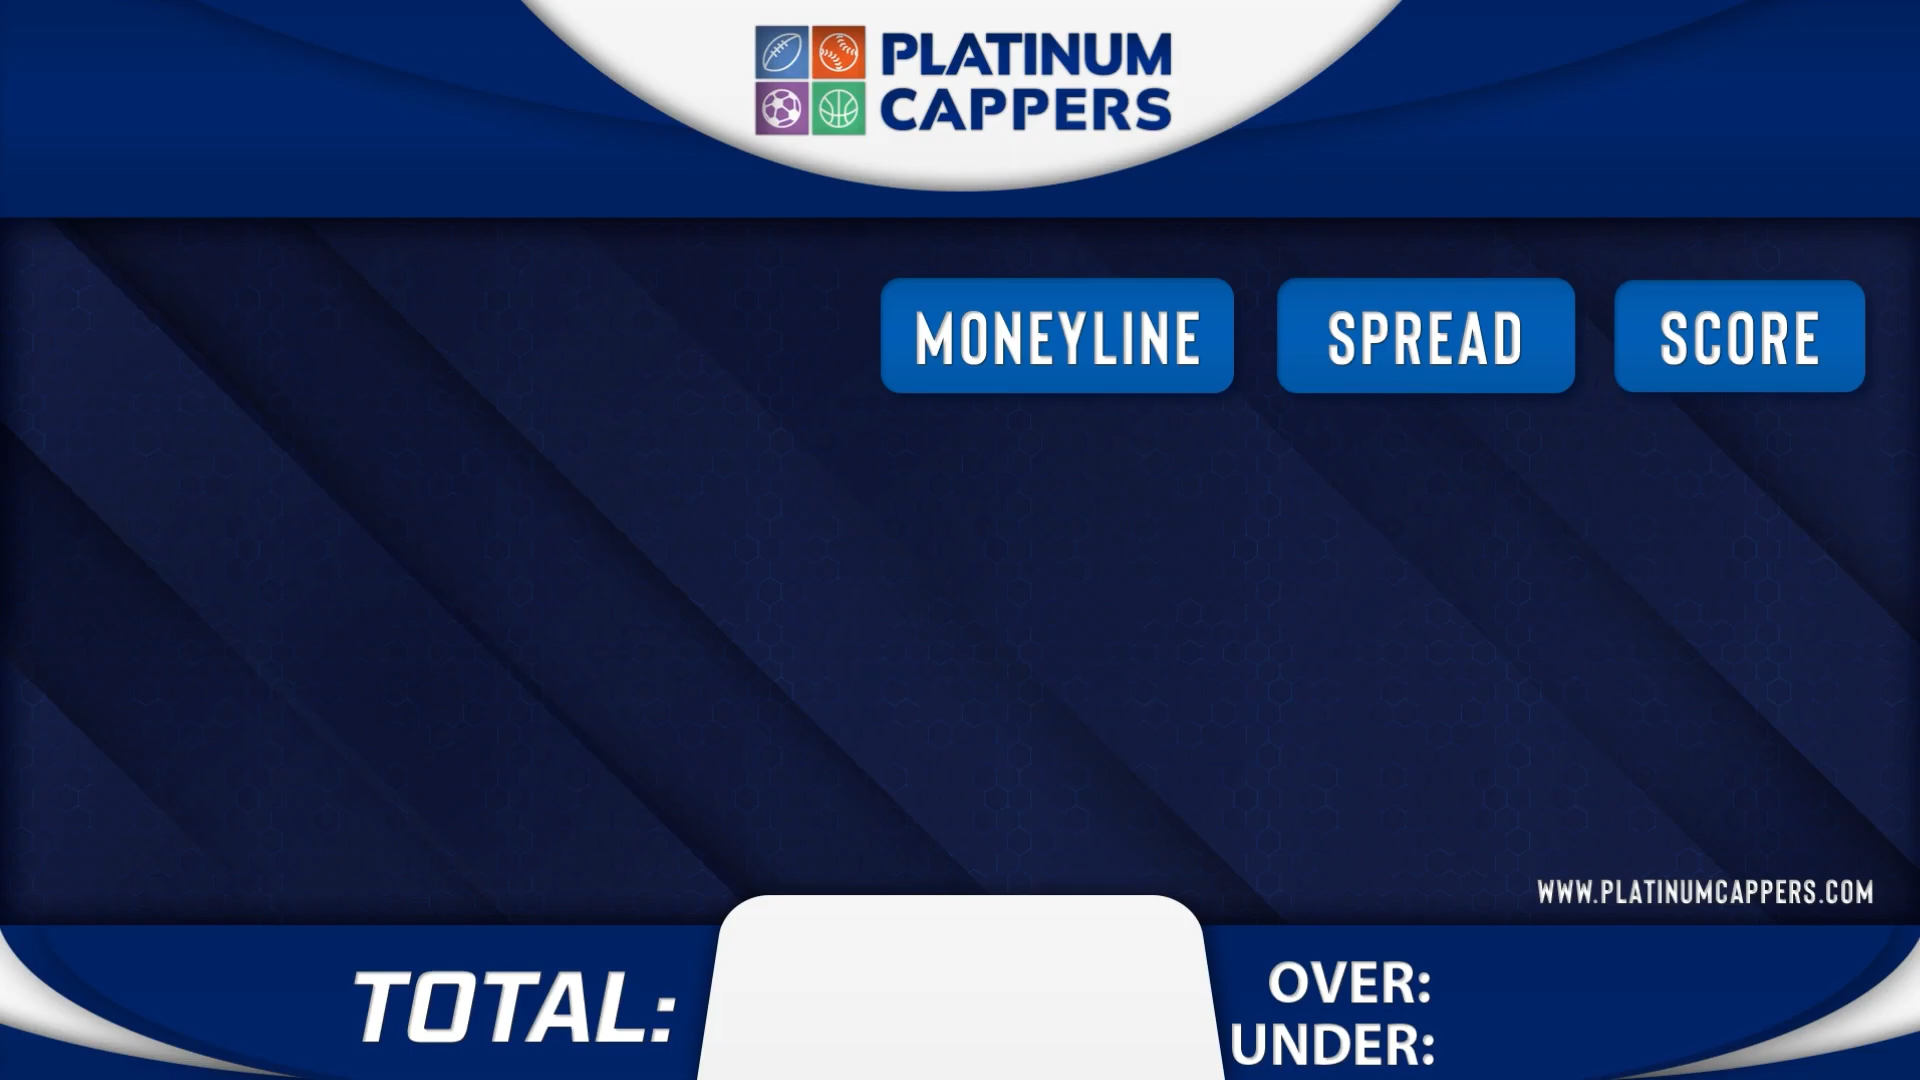 PLATINUM
CAPPERS
MONEYLINE SPREAD SCORE
WWW.PLATINUMCAPPERS.COM
TOTAL:
OVER:
UNDER: